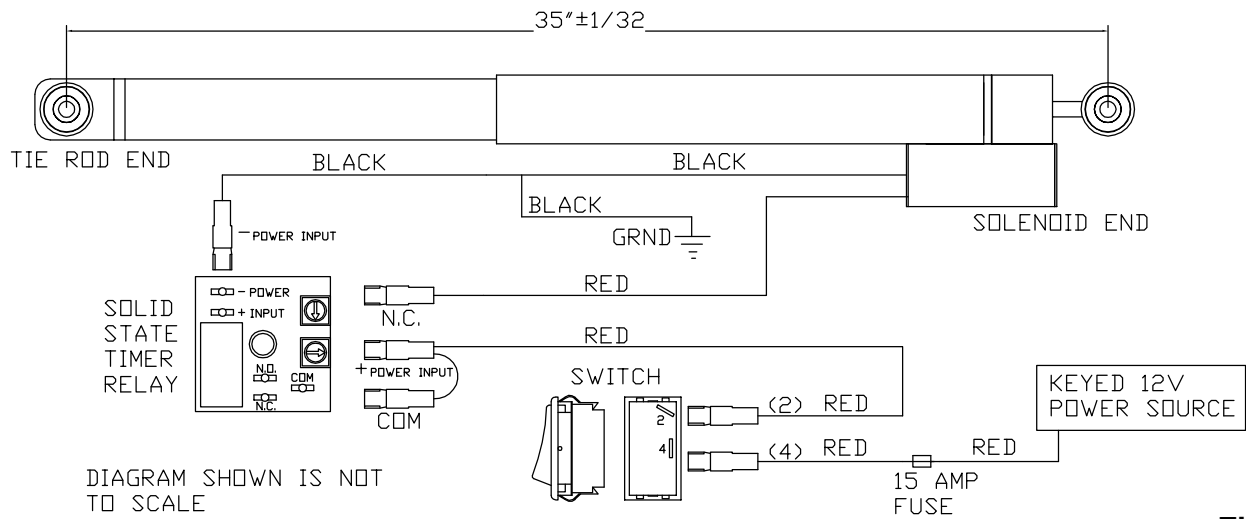 35"±1/32
TIE ROD END
BLACK
BLACK
BLACK
SOLENOID END
GRND
- POWER INPUT
RED
N.C.
SOLID
STATE
TIMER
RELAY
- POWER
+ INPUT
N.O.
COM
N.C.
RED
+ POWER INPUT
COM
SWITCH
2
4
(2) RED
(4) RED
RED
15 AMP
FUSE
KEYED 12V
POWER SOURCE
DIAGRAM SHOWN IS NOT
TO SCALE